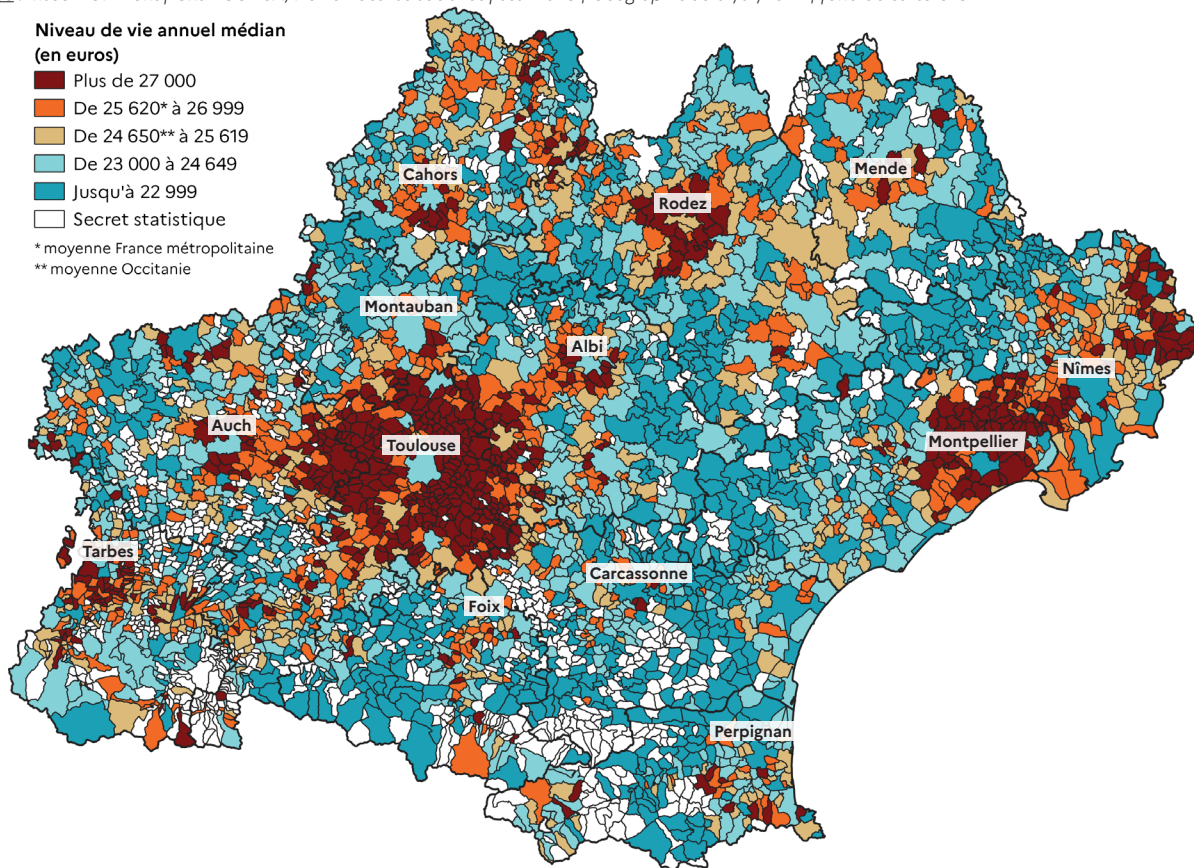 Niveau de vie annuel médian
(en euros)
Plus de 27 000
De 25 620* à 26 999
De 24 650** à 25 619
De 23 000 à 24 649
Jusqu'à 22 999
Secret statistique
* moyenne France métropolitaine
** moyenne Occitanie
Cahors
Mende
Rodez
Montauban
Albi
Nîmes
Auch
Toulouse
Montpellier
Tarbes
Carcassonne
Foix
Perpignan